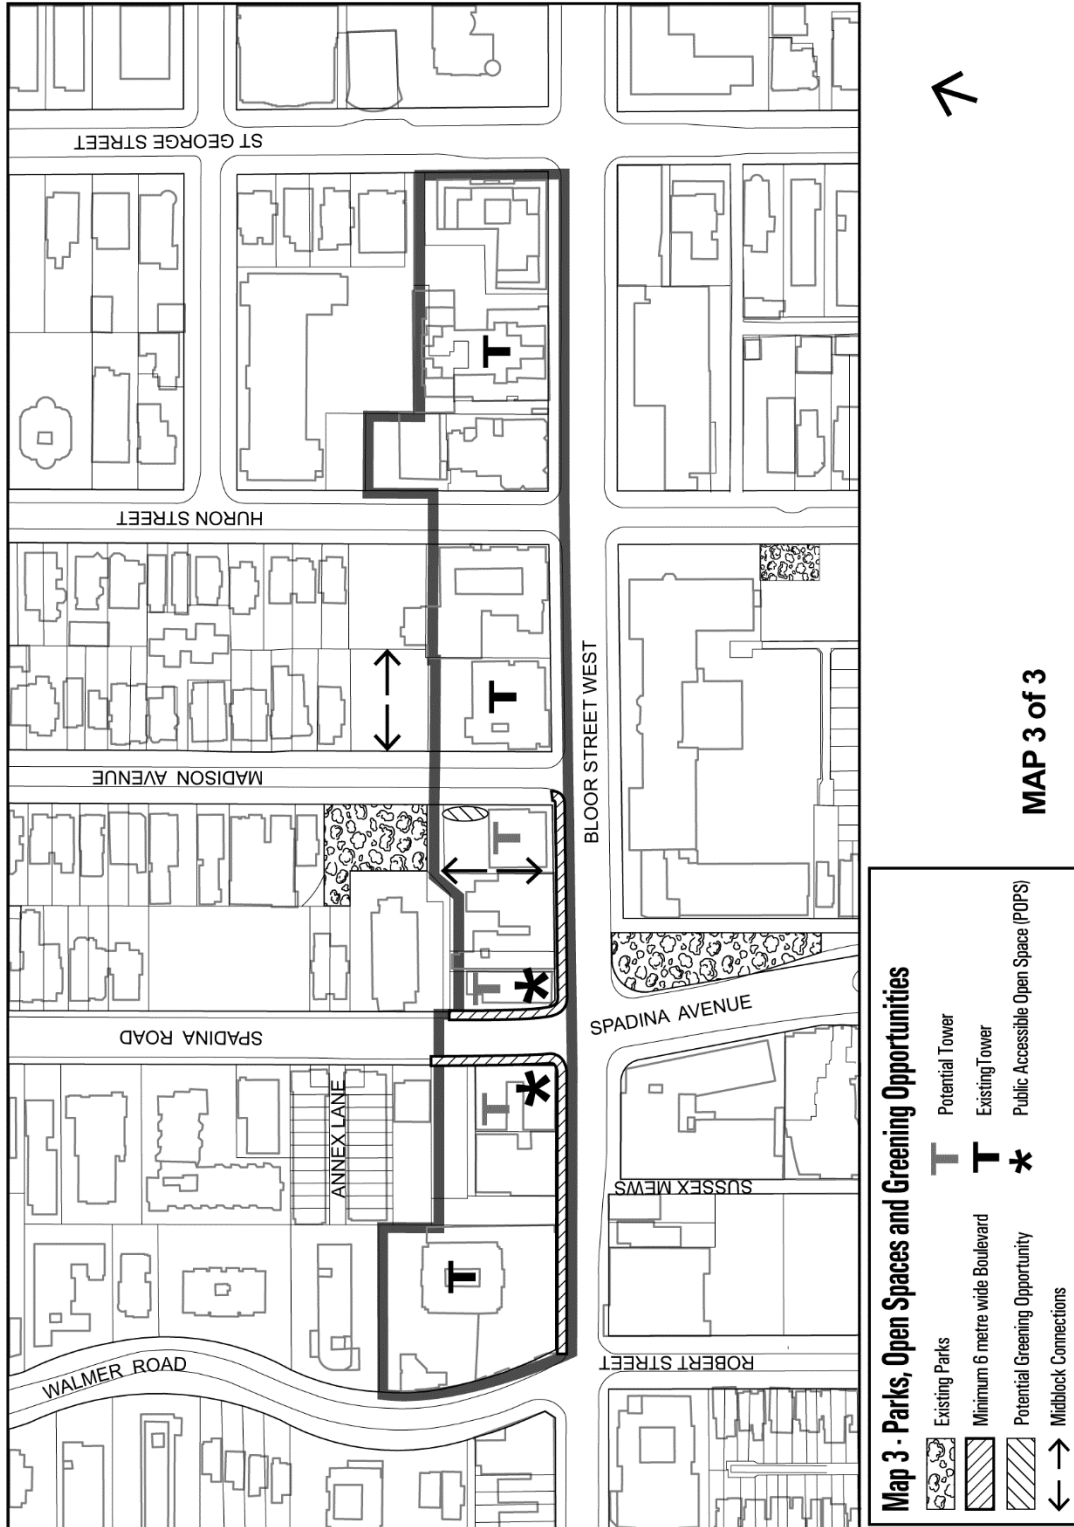 ST GEORGE STREET
HURON STREET
MADISON AVENUE
SPADINA ROAD
ANNEX LANE
WALMER ROAD
BLOOR STREET WEST
SPADINA AVENUE
SUSSEX MEWS
ROBERT STREET
T
T
T
T
T
T
*
*
MAP 3 of 3
Map 3 - Parks, Open Spaces and Greening Opportunities
Existing Parks
Minimum 6 metre wide Boulevard
Potential Greening Opportunity
Midblock Connections
T Potential Tower
T Existing Tower
* Public Accessible Open Space (POPS)